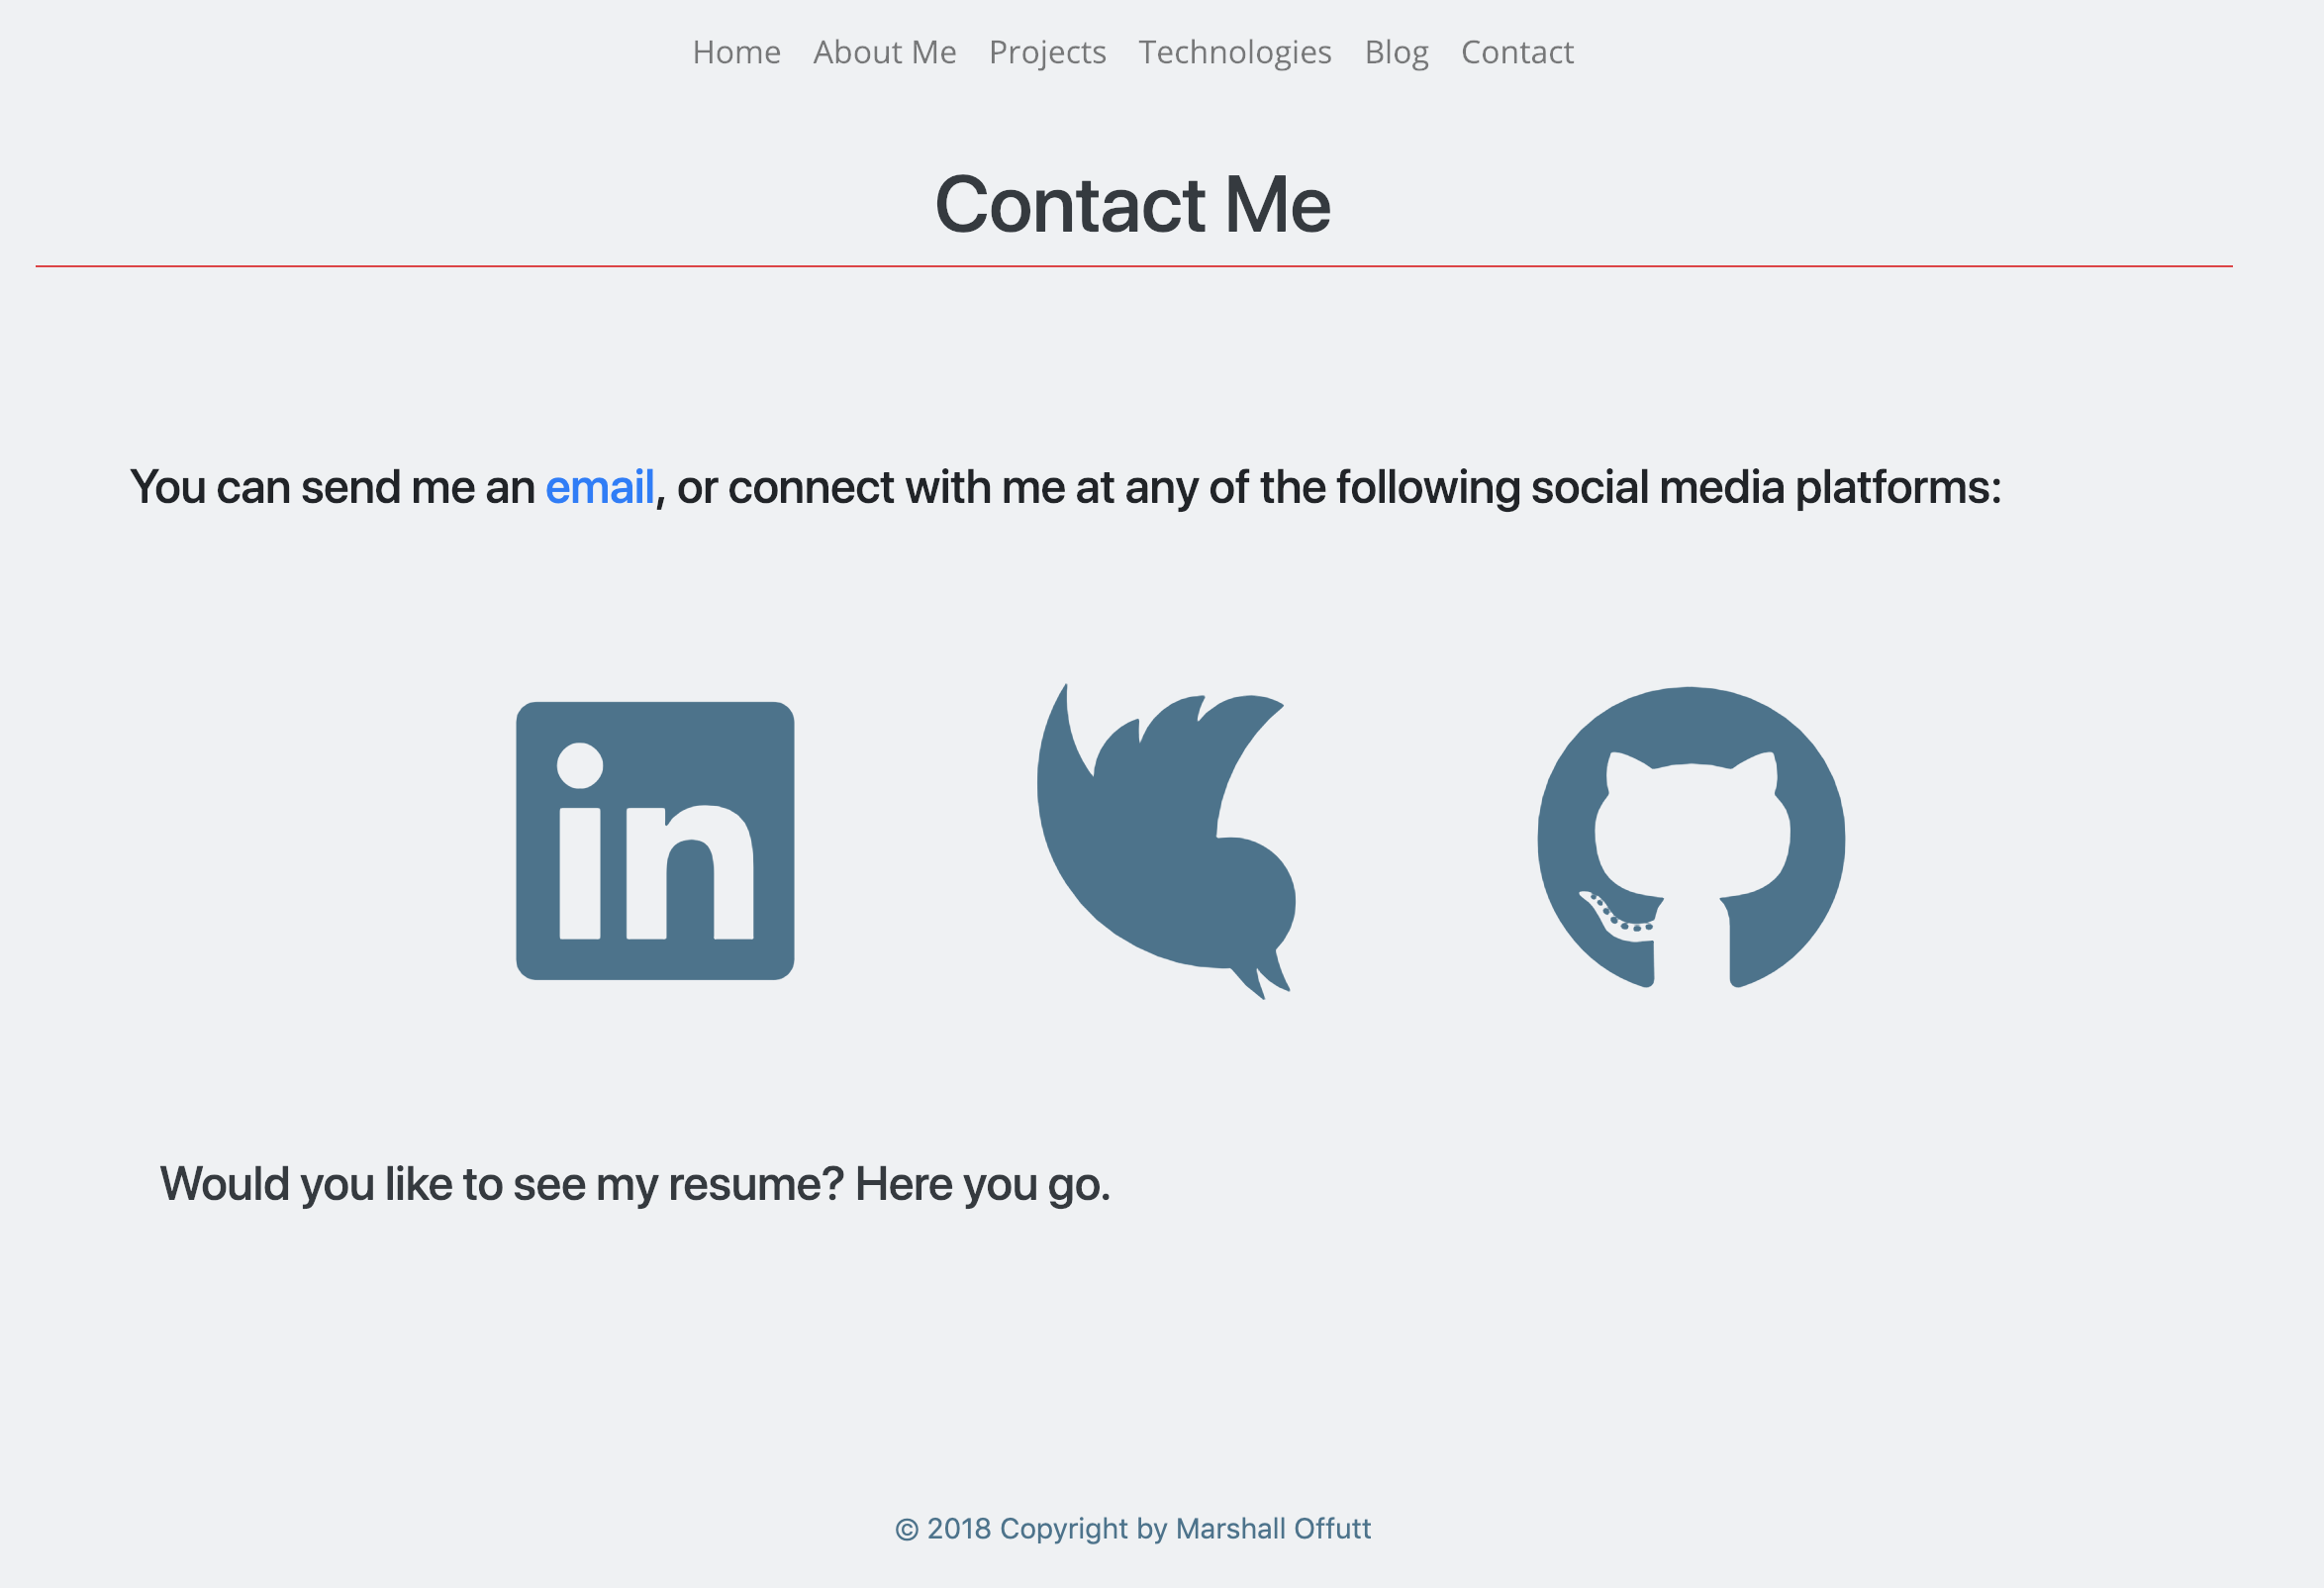 Home About Me Projects Technologies Blog Contact
Contact Me
You can send me an email, or connect with me at any of the following social media platforms:
in
Would you like to see my resume? Here you go.
© 2018 Copyright by Marshall Offutt